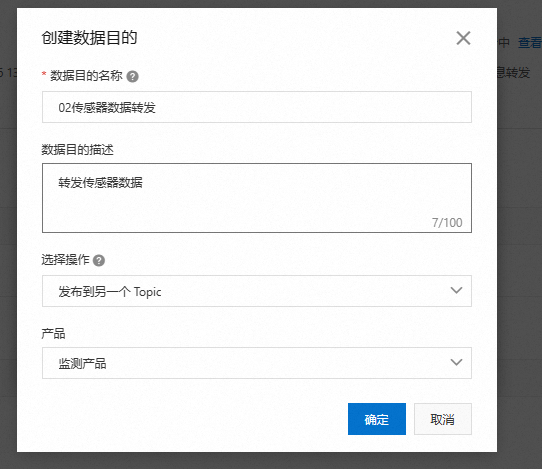 创建数据目的
中 查看
* 数据目的名称
02传感器数据转发
息转发
数据目的描述
转发传感器数据
7/100
选择操作
发布到另一个 Topic
产品
监测产品
确定
取消